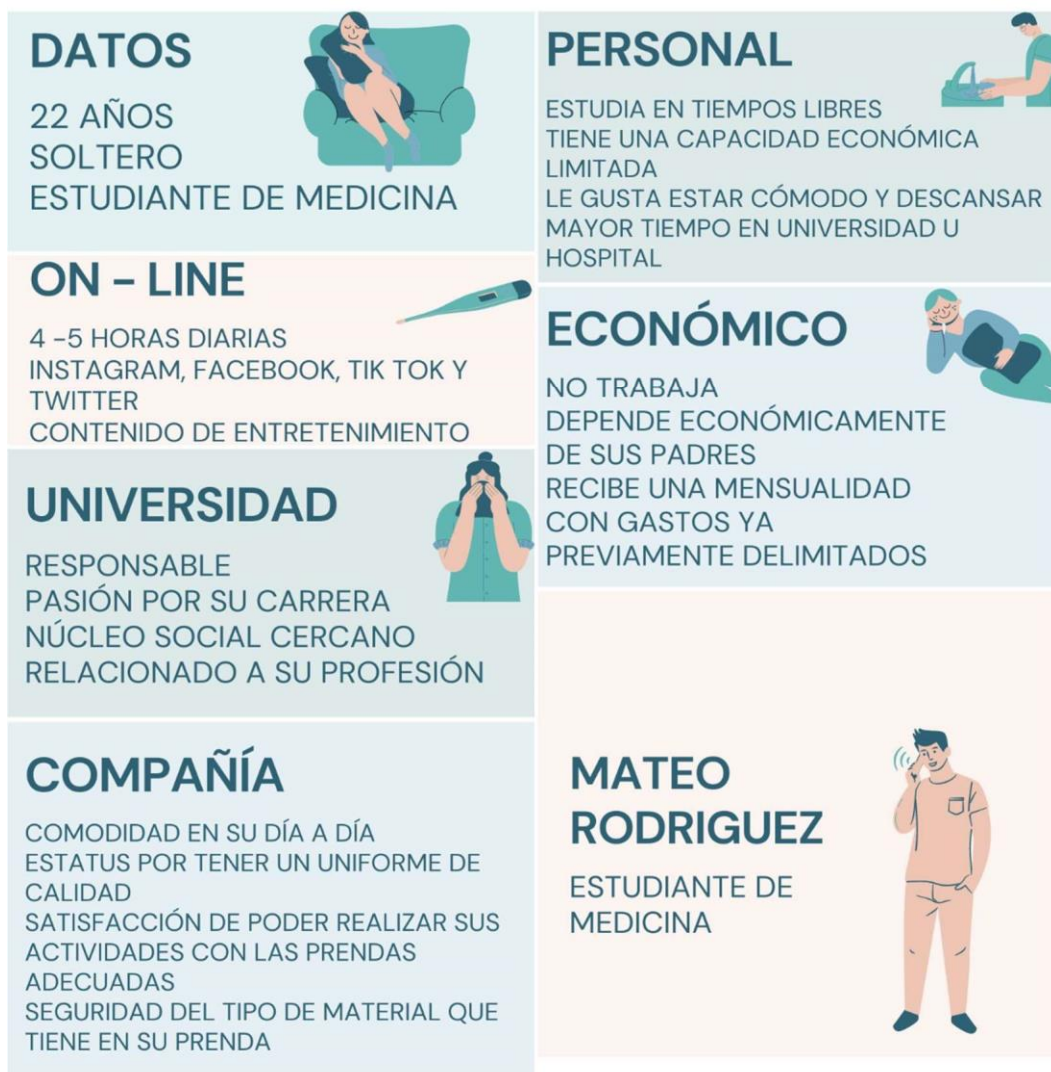 DATOS
22 AÑOS
SOLTERO
ESTUDIANTE DE MEDICINA
ON - LINE
4 -5 HORAS DIARIAS
INSTAGRAM, FACEBOOK, TIK TOK Y
TWITTER
CONTENIDO DE ENTRETENIMIENTO
UNIVERSIDAD
RESPONSABLE
PASIÓN POR SU CARRERA
NÚCLEO SOCIAL CERCANO
RELACIONADO A SU PROFESIÓN
COMPAÑÍA
COMODIDAD EN SU DÍA A DÍA
ESTATUS POR TENER UN UNIFORME DE
CALIDAD
SATISFACCIÓN DE PODER REALIZAR SUS
ACTIVIDADES CON LAS PRENDAS
ADECUADAS
SEGURIDAD DEL TIPO DE MATERIAL QUE
TIENE EN SU PRENDA
PERSONAL
ESTUDIA EN TIEMPOS LIBRES
TIENE UNA CAPACIDAD ECONÓMICA
LIMITADA
LE GUSTA ESTAR CÓMODO Y DESCANSAR
MAYOR TIEMPO EN UNIVERSIDAD U
HOSPITAL
ECONÓMICO
NO TRABAJA
DEPENDE ECONÓMICAMENTE
DE SUS PADRES
RECIBE UNA MENSUALIDAD
CON GASTOS YA
PREVIAMENTE DELIMITADOS
MATEO
RODRIGUEZ
ESTUDIANTE DE
MEDICINA